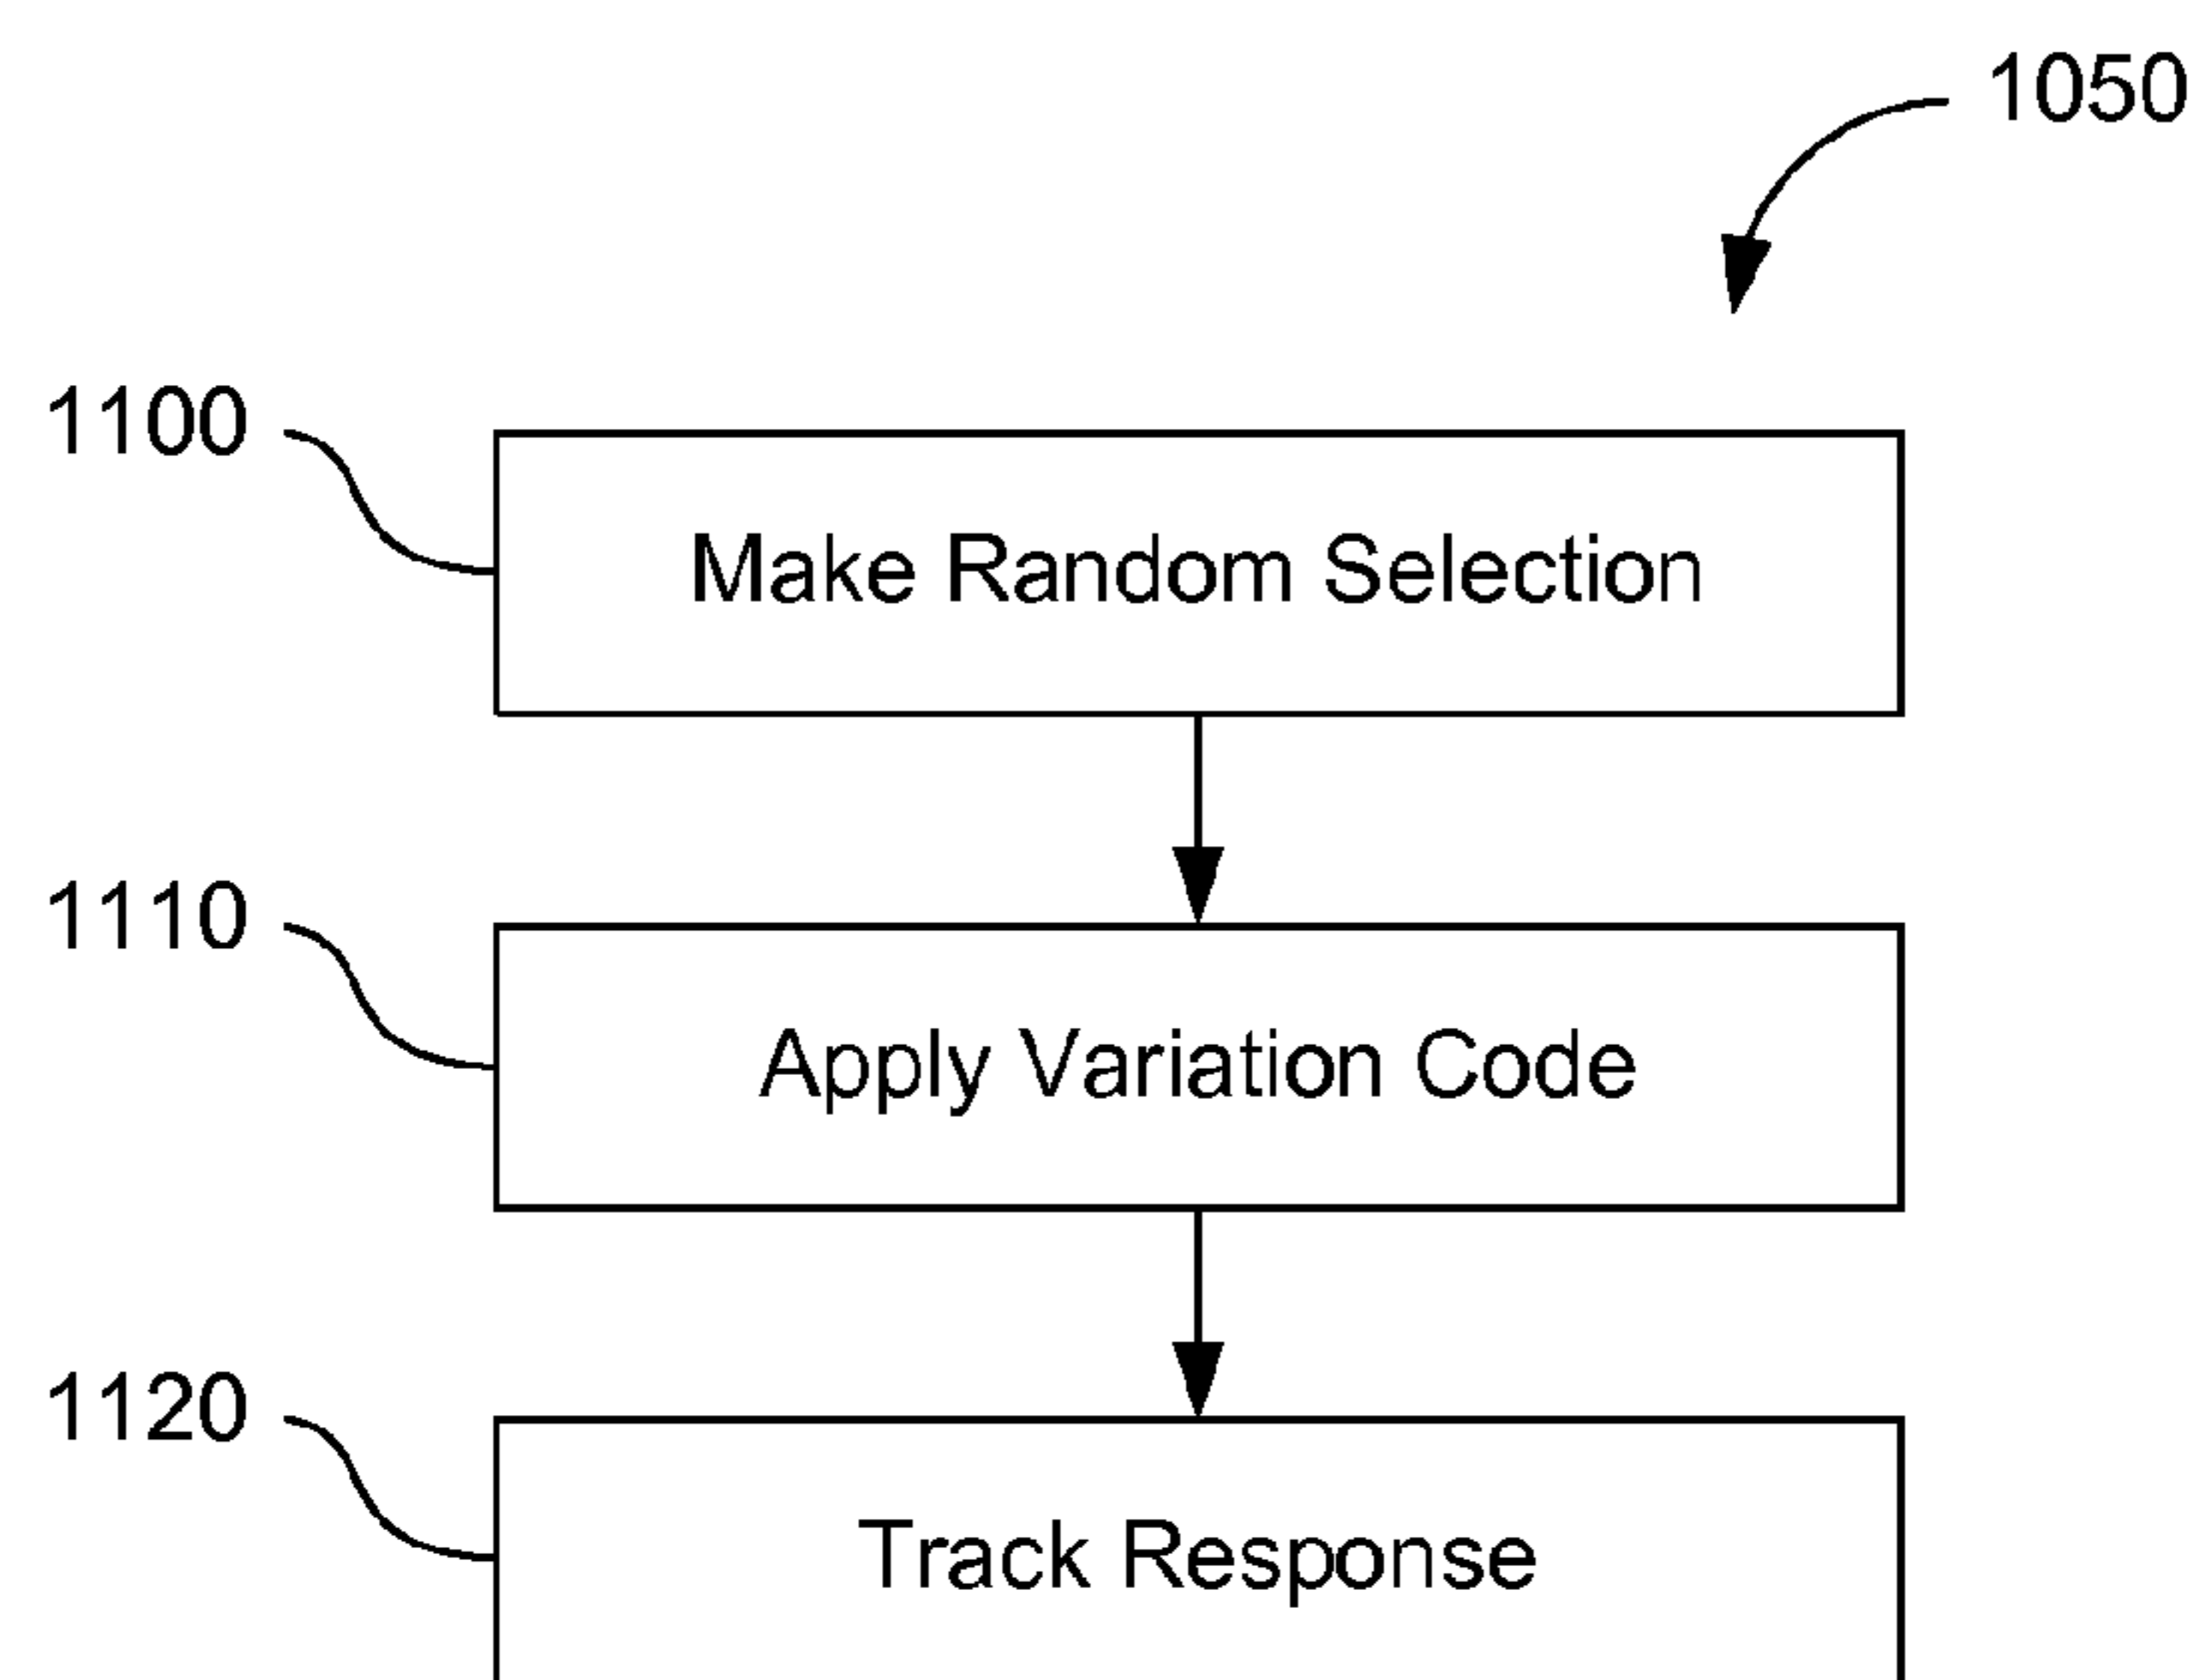 1050
1100
Make Random Selection
1110
Apply Variation Code
1120
Track Response